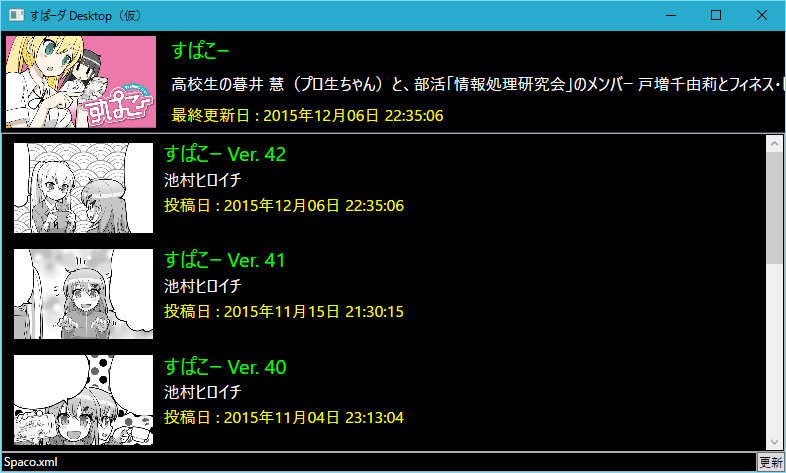 すぱーダ Desktop（仮）
すぱこー
すぱこー
高校生の暮井 慧（プロ生ちゃん）と、部活「情報処理研究会」のメンバー 戸増千由莉とフィネス・
最終更新日 : 2015年12月06日 22:35:06
すぱこー Ver. 42
池村ヒロイチ
投稿日 : 2015年12月06日 22:35:06
すぱこー Ver. 41
池村ヒロイチ
投稿日 : 2015年11月15日 21:30:15
すぱこー Ver. 40
池村ヒロイチ
投稿日 : 2015年11月04日 23:13:04
Spaco.xml
更新